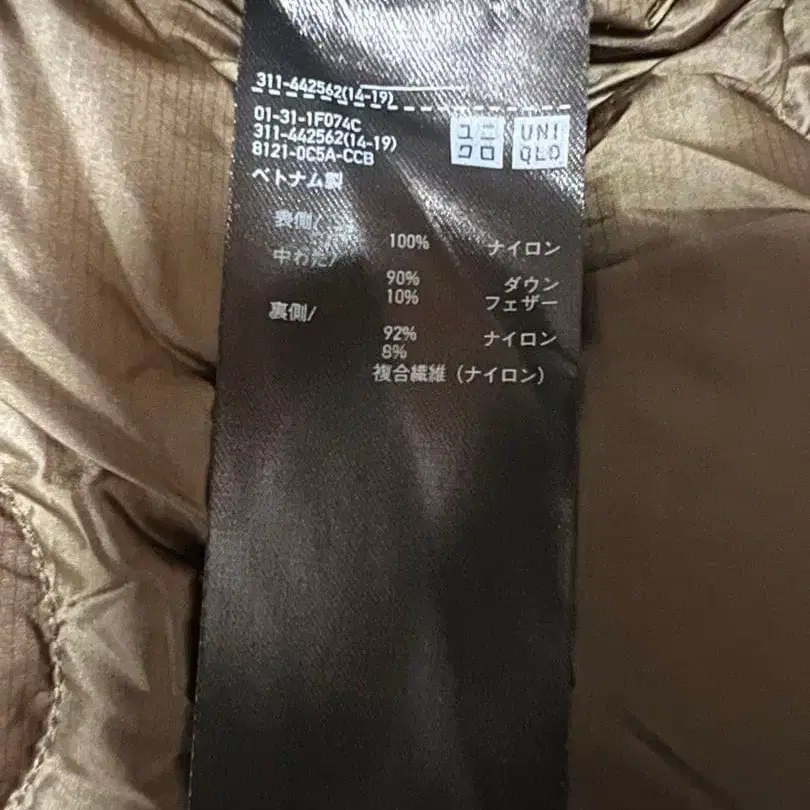 311-442562(14-19)
01-31-1F074C
311-442562(14-19)
8121-0C5A-CCB
ユニ
クロ
UNI
QLO
ベトナム製
表側/
100% ナイロン
中わた/
90% ダウン
10% フェザー
裏側/
92% ナイロン
8%
複合繊維(ナイロン)